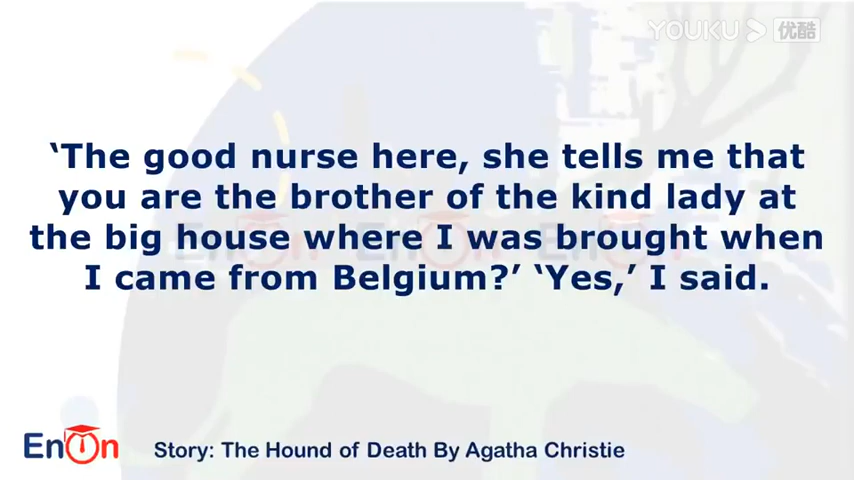 YOUKU 优酷
‘The good nurse here, she tells me that
you are the brother of the kind lady at
the big house where I was brought when
I came from Belgium?’ ‘Yes,’ I said.
EnOn
Story: The Hound of Death By Agatha Christie